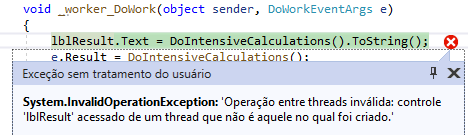 void _worker_DoWork(object sender, DoWorkEventArgs e)
{
lblResult.Text = DoIntensiveCalculations().ToString();
e.Result = DoIntensiveCalculations();
Exceção sem tratamento do usuário
System.InvalidOperationException: 'Operação entre threads inválida: controle
'lblResult' acessado de um thread que não é aquele no qual foi criado.'